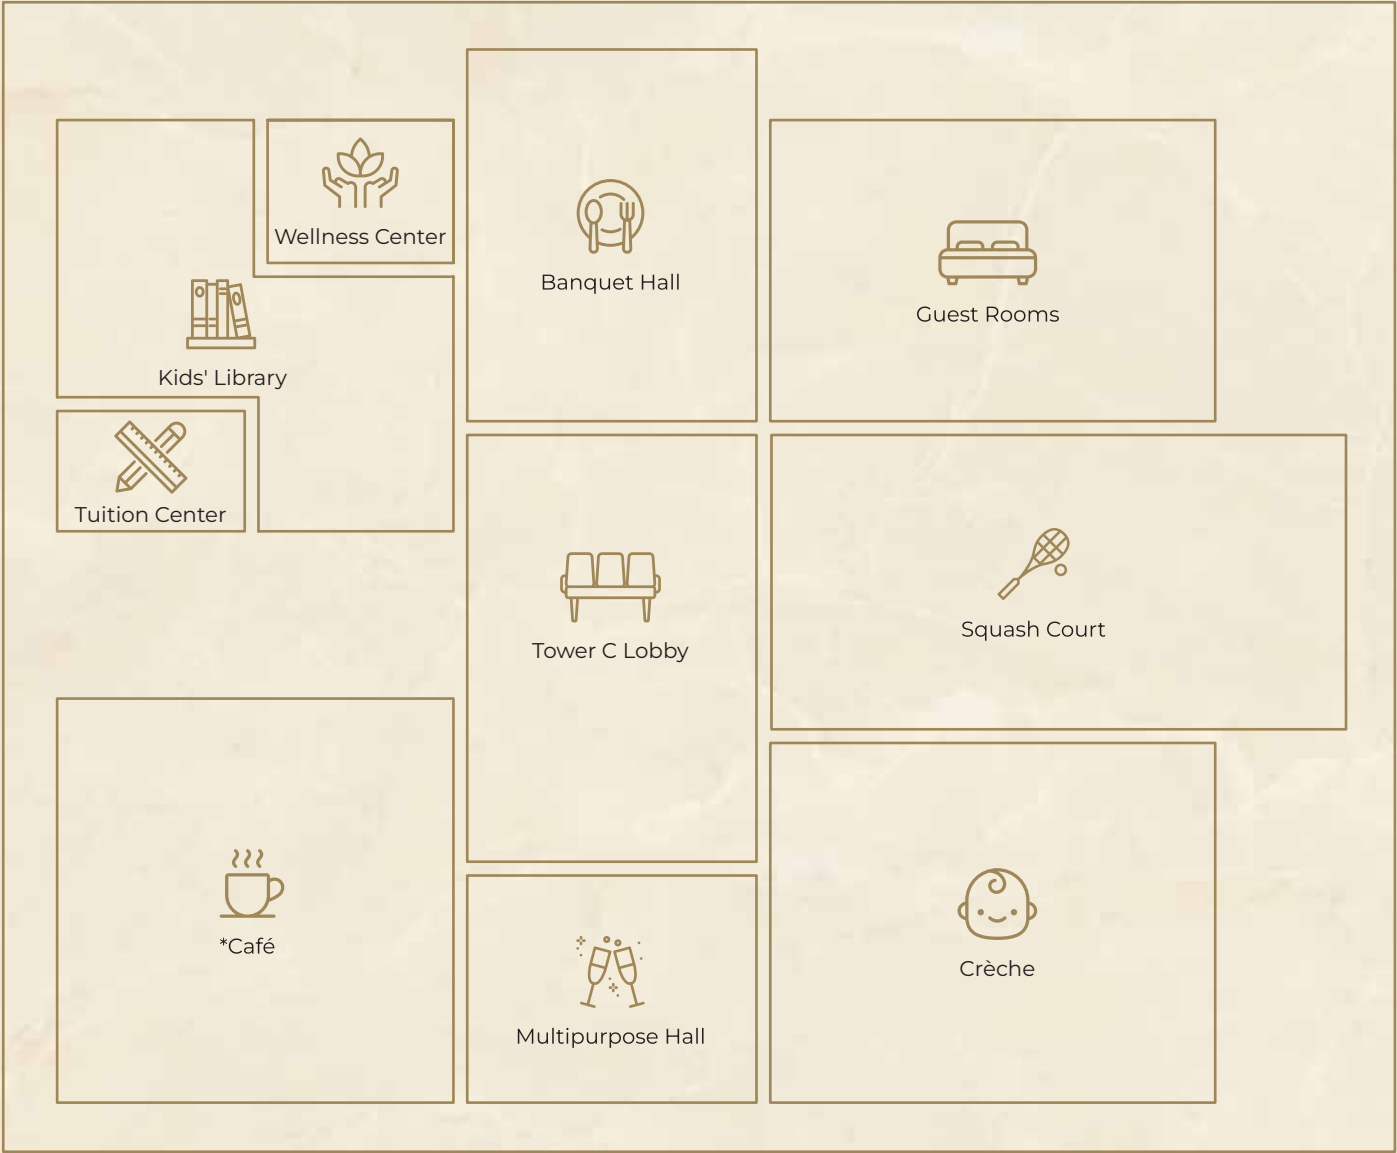 Wellness Center
Banquet Hall
Guest Rooms
Kids' Library
Tuition Center
Squash Court
Tower C Lobby
*Café
Crèche
Multipurpose Hall